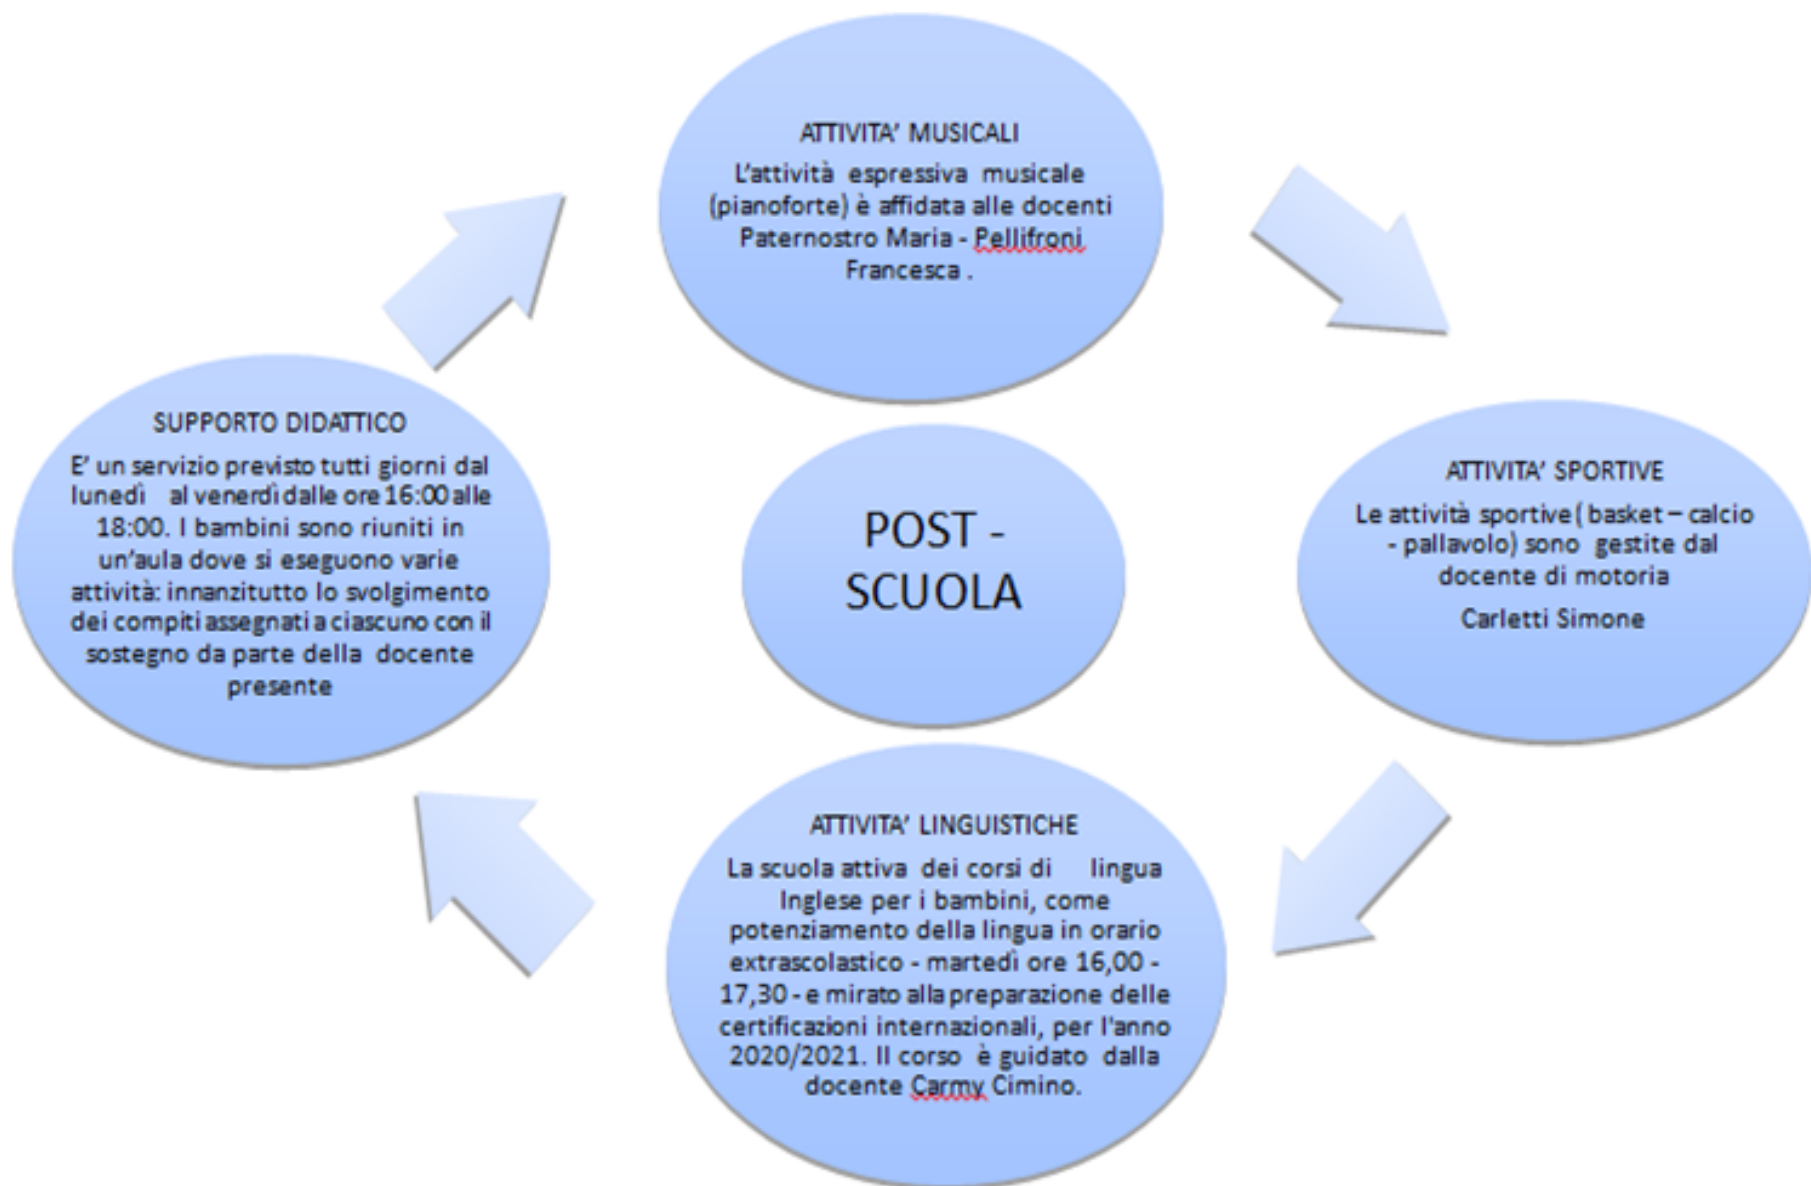 ATTIVITA’ MUSICALI
L’attività espressiva musicale
(pianoforte) è affidata alle docenti
Paternostro Maria - Pellifroni
Francesca .
SUPPORTO DIDATTICO
E’ un servizio previsto tutti giorni dal
lunedì al venerdì dalle ore 16:00 alle
18:00. I bambini sono riuniti in
un’aula dove si eseguono varie
attività: innanzitutto lo svolgimento
dei compiti assegnati a ciascuno con il
sostegno da parte della docente
presente
POST -
SCUOLA
ATTIVITA’ SPORTIVE
Le attività sportive ( basket – calcio
- pallavolo) sono gestite dal
docente di motoria
Carletti Simone
ATTIVITA’ LINGUISTICHE
La scuola attiva dei corsi di lingua
Inglese per i bambini, come
potenziamento della lingua in orario
extrascolastico - martedì ore 16,00 -
17,30 - e mirato alla preparazione delle
certificazioni internazionali, per l'anno
2020/2021. Il corso è guidato dalla
docente Carmy Cimino.